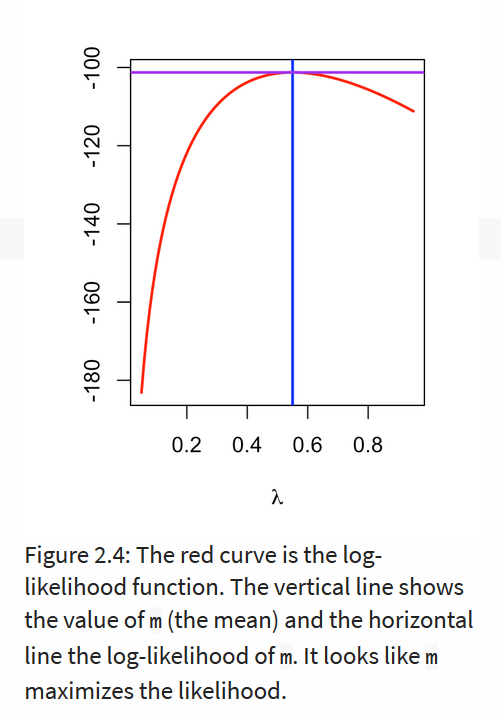 -100
-120
-140
-160
-180
0.2 0.4 0.6 0.8
λ
Figure 2.4: The red curve is the log-
likelihood function. The vertical line shows
the value of m (the mean) and the horizontal
line the log-likelihood of m. It looks like m
maximizes the likelihood.